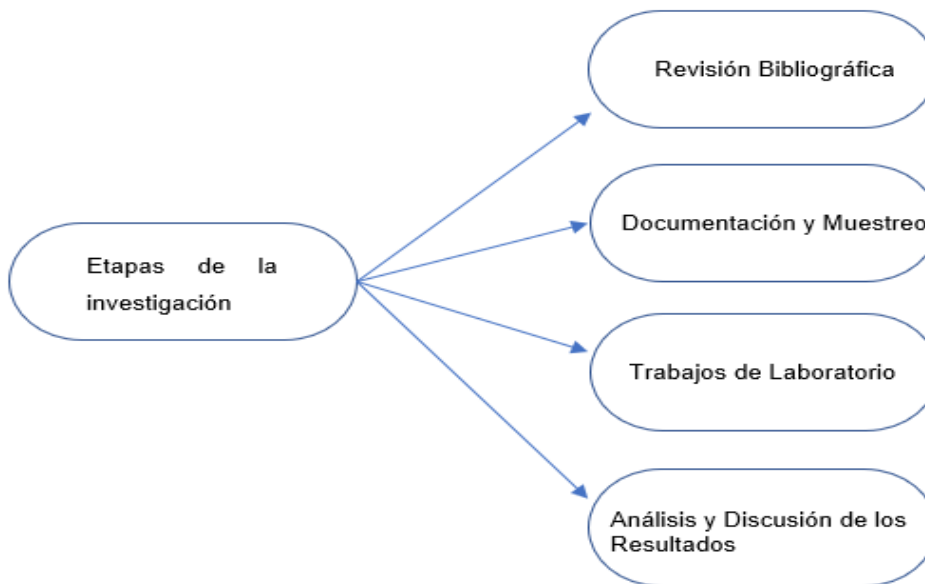 Revisión Bibliográfica
Documentación y Muestreo
Etapas de la
investigación
Trabajos de Laboratorio
Análisis y Discusión de los
Resultados